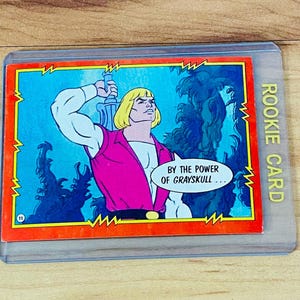 BY THE POWER
OF GRAYSKULL...
ROOKIE CARD